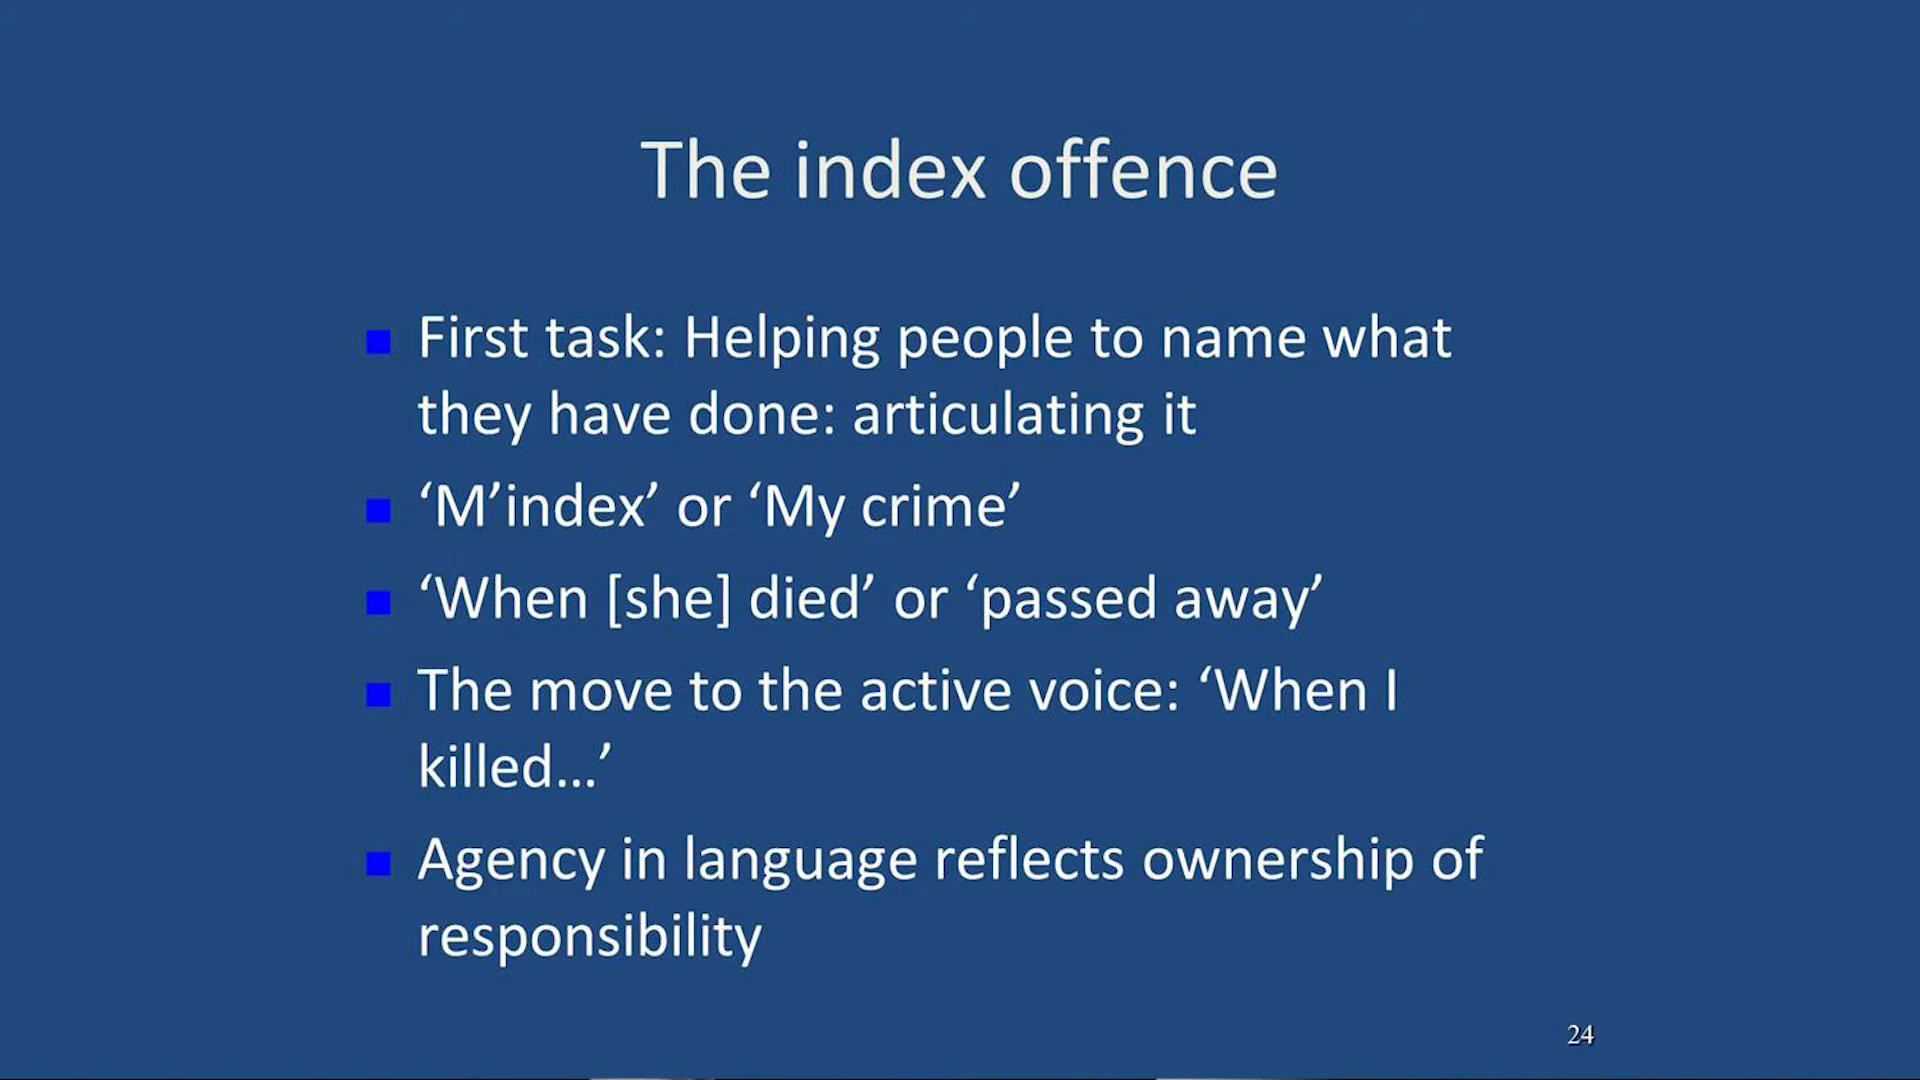 The index offence
First task: Helping people to name what
they have done: articulating it
‘M’index’ or ‘My crime’
‘When [she] died’ or ‘passed away’
The move to the active voice: ‘When I
killed…’
Agency in language reflects ownership of
responsibility
24